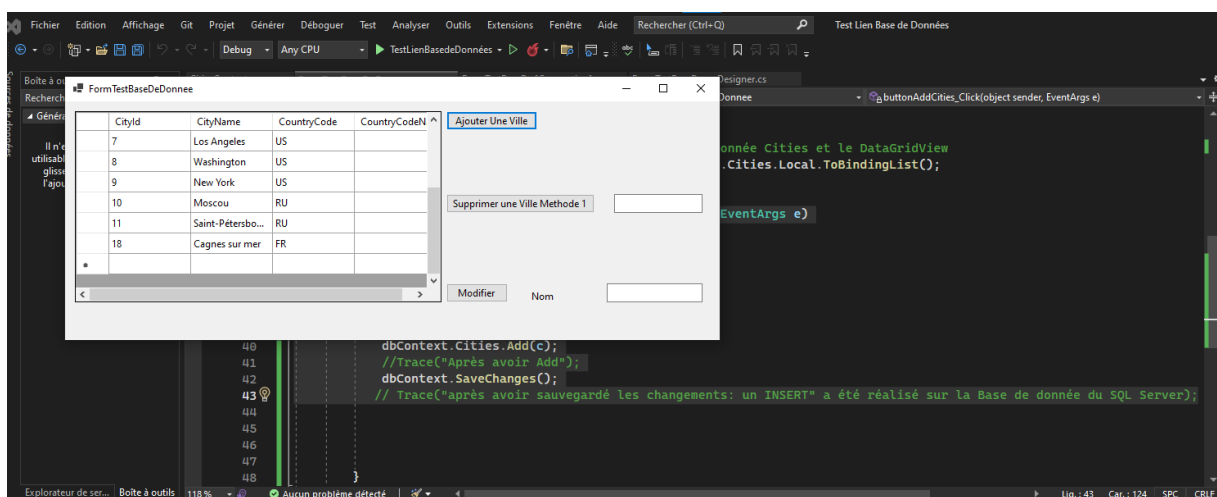 Fichier Edition Affichage Git Projet Générer Déboguer Test Analyser Outils Extensions Fenêtre Aide Rechercher (Ctrl+Q) Test Lien Base de Données
Debug Any CPU TestLienBasedeDonnées
Sources de données
Boîte à ou
Designer.cs
Recherch
Donnee buttonAddCities_Click(object sender, EventArgs e)
Généra
Il n'e
utilisabl
glisse
l'ajou
FormTestBaseDeDonnee
CityId CityName CountryCode CountryCodeN
7 Los Angeles US
8 Washington US
9 New York US
10 Moscou RU
11 Saint-Pétersbo... RU
18 Cagnes sur mer FR
Ajouter Une Ville
Supprimer une Ville Methode 1
Modifier Nom
onnée Cities et le DataGridView
.Cities.Local.ToBindingList();
EventArgs e)
40 dbContext.Cities.Add(c);
41 //Trace("Après avoir Add");
42 dbContext.SaveChanges();
43 // Trace("après avoir sauvegardé les changements: un INSERT" a été réalisé sur la Base de donnée du SQL Server);
44
45
46
47
48 }
Explorateur de ser... Boîte à outils 118 % Aucun problème détecté Lig. : 43 Car. : 124 SPC CRLF